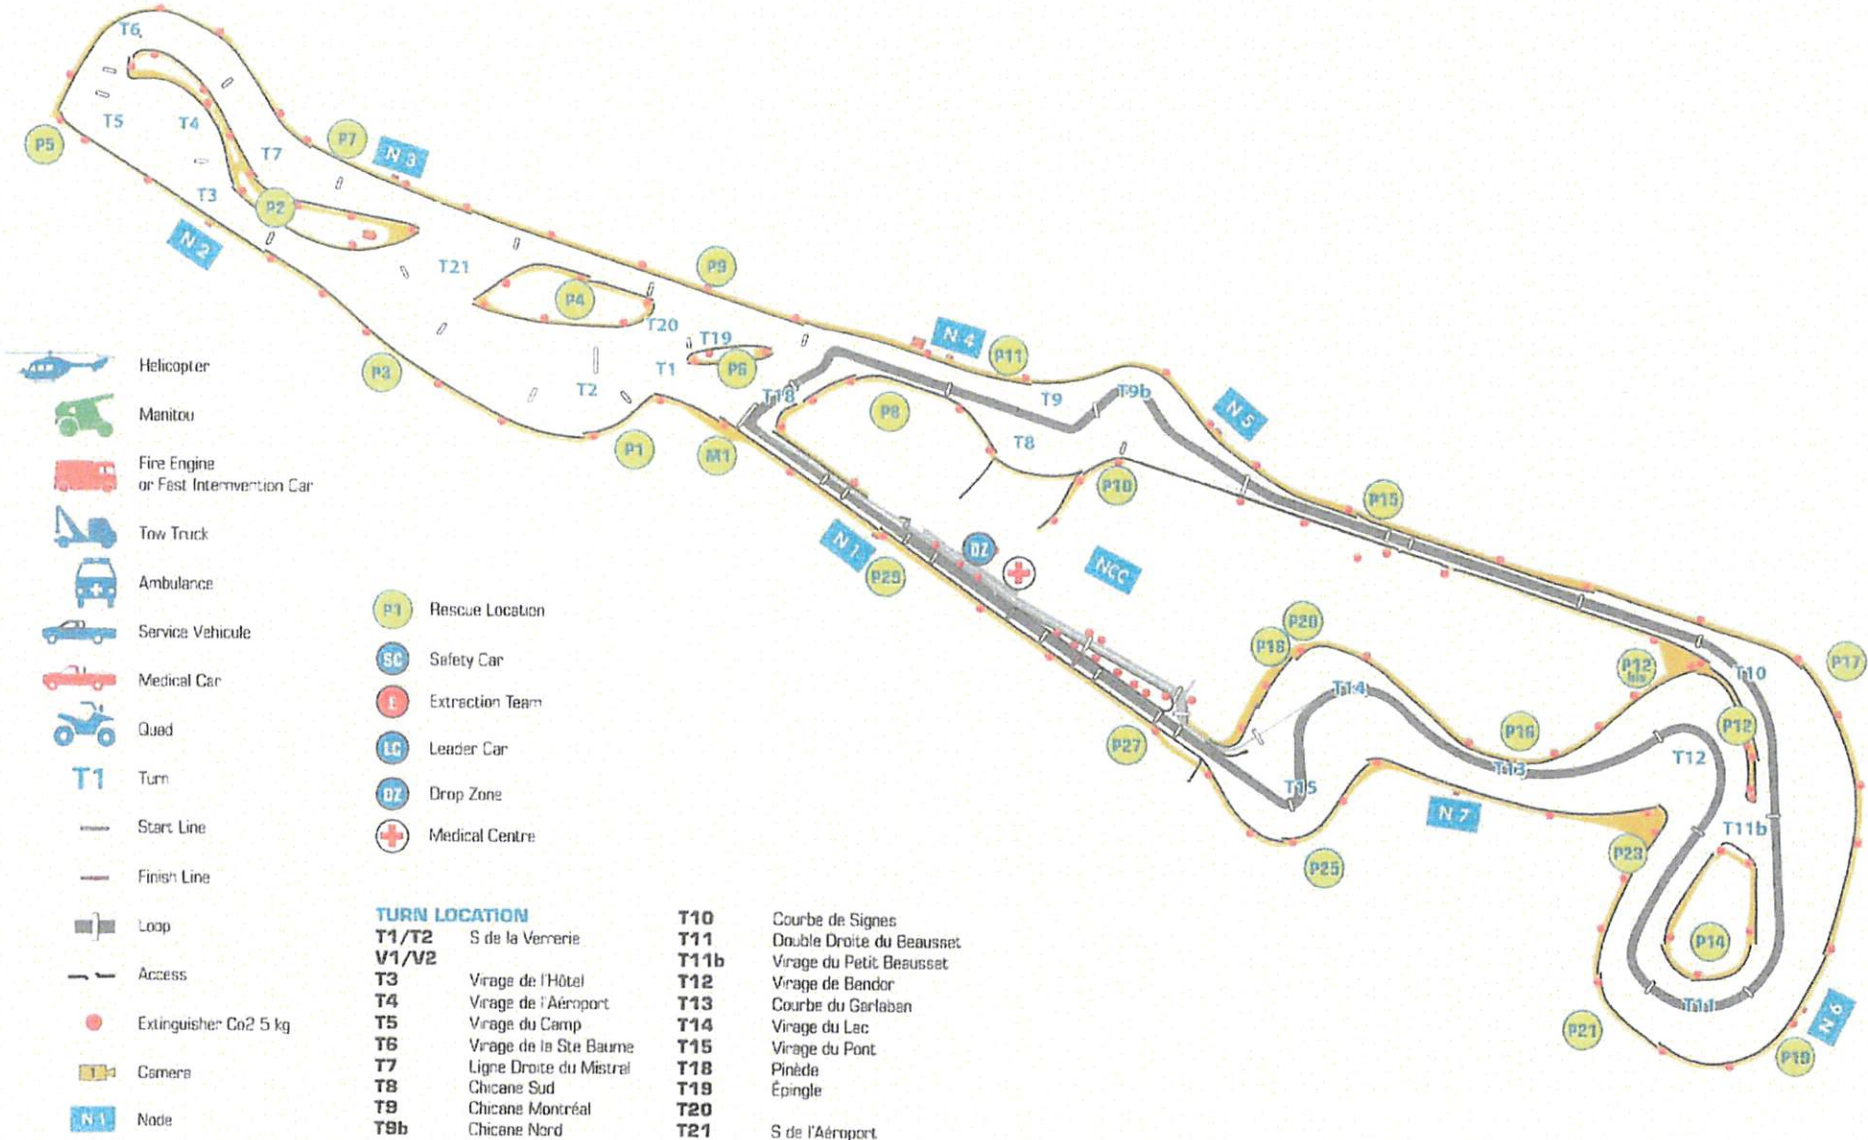 T6
T5
T4
T7
T3
P5
P7
N 3
P2
N 2
T21
P9
P4
T20
T19
T1
P6
T2
T18
P3
P1
M1
N 4
P11
P8
T9
T9b
T8
N 5
P10
P15
N 1
P29
DZ
NCC
P20
P18
P27
T14
T15
P25
T13
P16
N 7
P12
bis
T10
P17
P12
T12
T11b
P23
P14
T11
P21
P19
N 6
Helicopter
Manitou
Fire Engine
or Fast Internvention Car
Tow Truck
Ambulance
Service Vehicule
Medical Car
Quad
T1 Turn
Start Line
Finish Line
Loop
Access
Extinguisher Co2 5 kg
1 Camera
N 1 Node
P1 Rescue Location
SC Safety Car
E Extraction Team
LC Leader Car
DZ Drop Zone
Medical Centre
TURN LOCATION
T1/T2 S de la Verrerie
V1/V2
T3 Virage de l'Hôtel
T4 Virage de l'Aéroport
T5 Virage du Camp
T6 Virage de la Ste Baume
T7 Ligne Droite du Mistral
T8 Chicane Sud
T9 Chicane Montréal
T9b Chicane Nord
T10 Courbe de Signes
T11 Double Droite du Beausset
T11b Virage du Petit Beausset
T12 Virage de Bendor
T13 Courbe du Garlaban
T14 Virage du Lac
T15 Virage du Pont
T18 Pinède
T19 Épingle
T20
T21 S de l'Aéroport